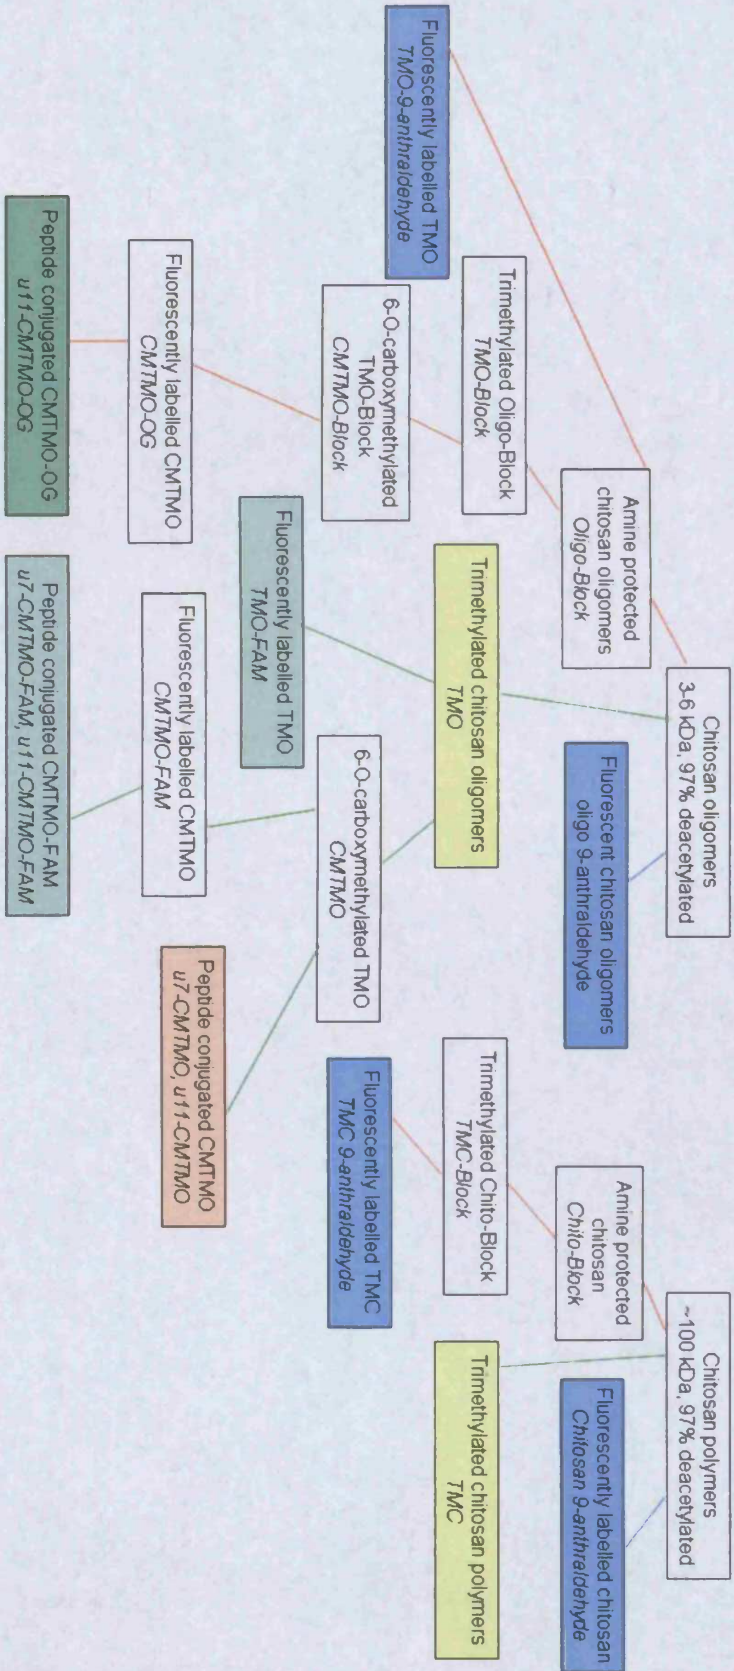 Chitosan oligomers
3-6 kDa, 97% deacetylated
Chitosan polymers
~100 kDa, 97% deacetylated
Amine protected
chitosan oligomers
Oligo-Block
Fluorescent chitosan oligomers
oligo 9-anthraldehyde
Amine protected
chitosan
Chito-Block
Fluorescently labelled chitosan
Chitosan 9-anthraldehyde
Trimethylated Oligo-Block
TMO-Block
Trimethylated chitosan oligomers
TMO
Trimethylated Chito-Block
TMC-Block
Trimethylated chitosan polymers
TMC
Fluorescently labelled TMO
TMO-9-anthraldehyde
6-O-carboxymethylated
TMO-Block
CMTMO-Block
6-O-carboxymethylated TMO
CMTMO
Fluorescently labelled TMC
TMC 9-anthraldehyde
Fluorescently labelled TMO
TMO-FAM
Fluorescently labelled CMTMO
CMTMO-OG
Fluorescently labelled CMTMO
CMTMO-FAM
Peptide conjugated CMTMO
u7-CMTMO, u11-CMTMO
Peptide conjugated CMTMO-OG
u11-CMTMO-OG
Peptide conjugated CMTMO-FAM
u7-CMTMO-FAM, u11-CMTMO-FAM